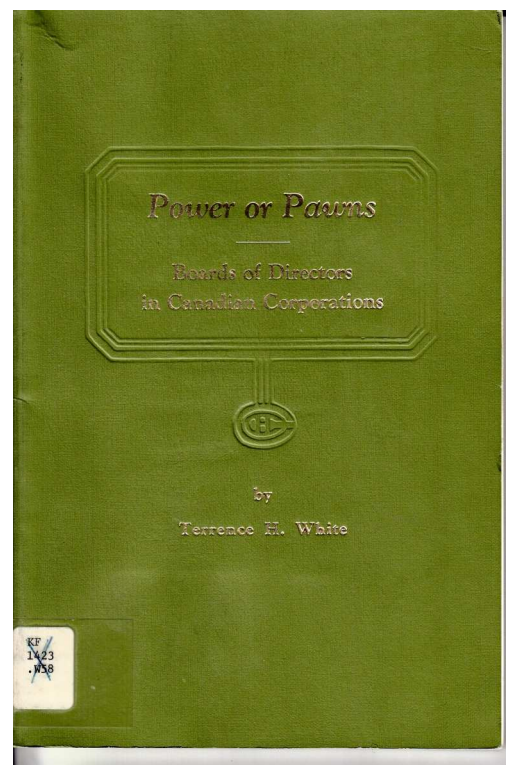 Power or Pawns
Boards of Directors
in Canadian Corporations
by
Terrence H. White
KF
1423
.W58